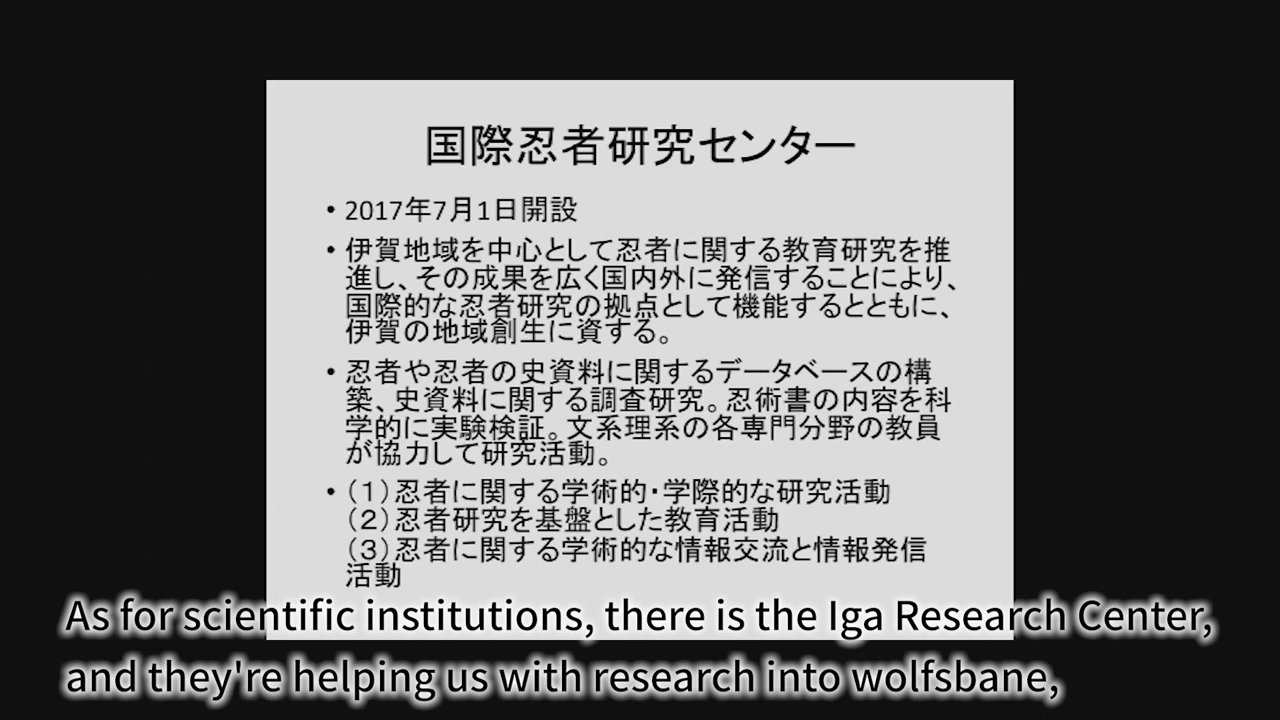 国際忍者研究センター
• 2017年7月1日開設
• 伊賀地域を中心として忍者に関する教育研究を推
進し、その成果を広く国内外に発信することにより、
国際的な忍者研究の拠点として機能するとともに、
伊賀の地域創生に資する。
• 忍者や忍者の史資料に関するデータベースの構
築、史資料に関する調査研究。忍術書の内容を科
学的に実験検証。文系理系の各専門分野の教員
が協力して研究活動。
• （１）忍者に関する学術的・学際的な研究活動
（２）忍者研究を基盤とした教育活動
（３）忍者に関する学術的な情報交流と情報発信
活動
As for scientific institutions, there is the Iga Research Center,
and they're helping us with research into wolfsbane,